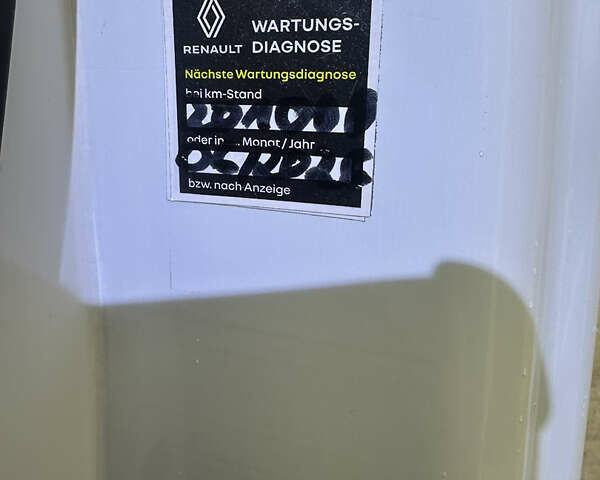 RENAULT
WARTUNGS-
DIAGNOSE
Nächste Wartungsdiagnose
bei km-Stand
oder in Monat/Jahr
bzw. nach Anzeige